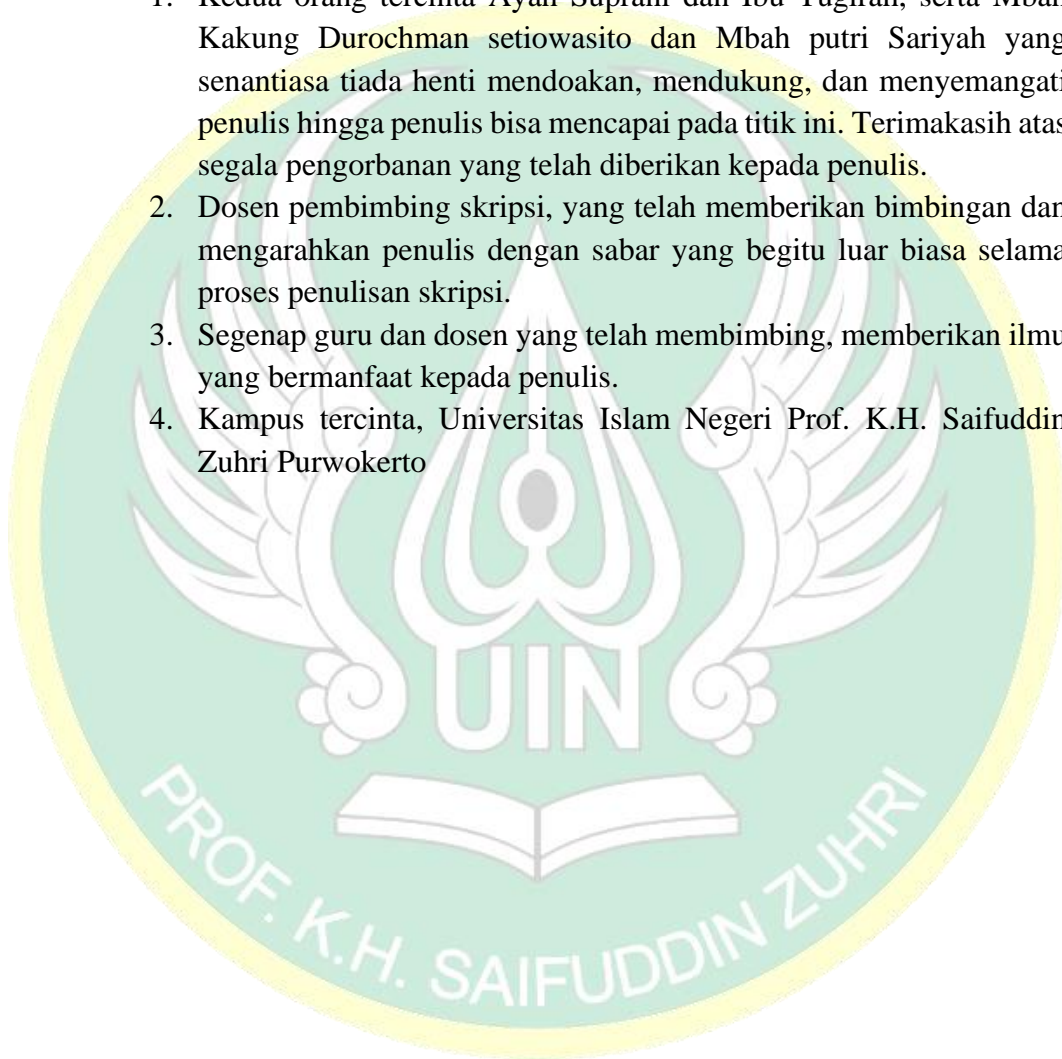 1. Kedua orang tercinta Ayah Supram dan Ibu Tugirah, serta Mbah
Kakung Durochman setiowasito dan Mbah putri Sariyah yang
senantiasa tiada henti mendoakan, mendukung, dan menyemangati
penulis hingga penulis bisa mencapai pada titik ini. Terimakasih atas
segala pengorbanan yang telah diberikan kepada penulis.
2. Dosen pembimbing skripsi, yang telah memberikan bimbingan dan
mengarahkan penulis dengan sabar yang begitu luar biasa selama
proses penulisan skripsi.
3. Segenap guru dan dosen yang telah membimbing, memberikan ilmu
yang bermanfaat kepada penulis.
4. Kampus tercinta, Universitas Islam Negeri Prof. K.H. Saifuddin
Zuhri Purwokerto
UIN
PROF. K.H. SAIFUDDIN ZUHRI